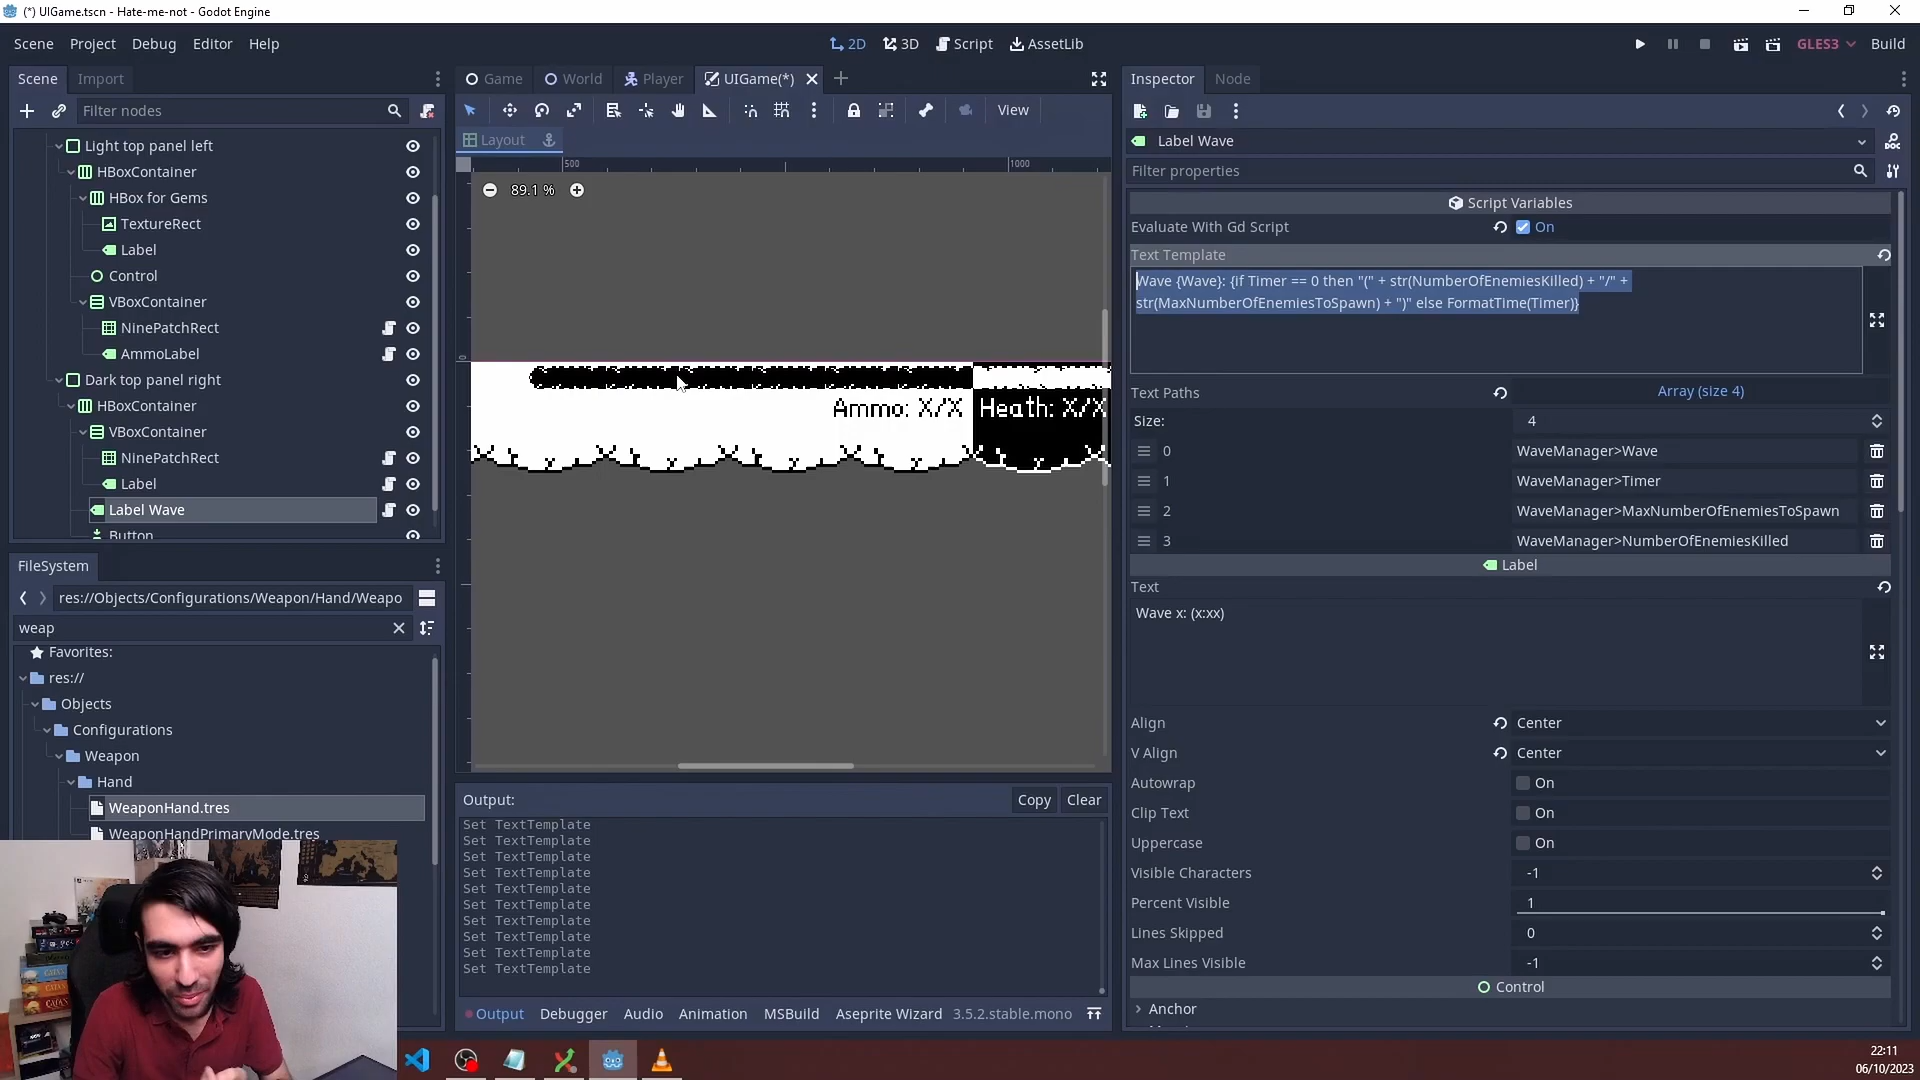 (*) UIGame.tscn - Hate-me-not - Godot Engine
Scene Project Debug Editor Help
2D 3D Script AssetLib
GLES3 Build
Scene Import
Filter nodes
Light top panel left
HBoxContainer
HBox for Gems
TextureRect
Label
Control
VBoxContainer
NinePatchRect
AmmoLabel
Dark top panel right
HBoxContainer
VBoxContainer
NinePatchRect
Label
Label Wave
Button
FileSystem
res://Objects/Configurations/Weapon/Hand/Weapo
weap
Favorites:
res://
Objects
Configurations
Weapon
Hand
WeaponHand.tres
WeaponHandPrimaryMode.tres
Game World Player UIGame(*)
View
Layout
500 1000
89.1 %
0
Ammo: X/X Heath: X/X
Output:
Copy Clear
Set TextTemplate
Set TextTemplate
Set TextTemplate
Set TextTemplate
Set TextTemplate
Set TextTemplate
Set TextTemplate
Set TextTemplate
Set TextTemplate
Set TextTemplate
Output Debugger Audio Animation MSBuild Aseprite Wizard 3.5.2.stable.mono
Inspector Node
Label Wave
Filter properties
Script Variables
Evaluate With Gd Script On
Text Template
Wave {Wave}: {if Timer == 0 then "(" + str(NumberOfEnemiesKilled) + "/" +
str(MaxNumberOfEnemiesToSpawn) + ")" else FormatTime(Timer)}
Text Paths Array (size 4)
Size: 4
0 WaveManager>Wave
1 WaveManager>Timer
2 WaveManager>MaxNumberOfEnemiesToSpawn
3 WaveManager>NumberOfEnemiesKilled
Label
Text
Wave x: (x:xx)
Align Center
V Align Center
Autowrap On
Clip Text On
Uppercase On
Visible Characters -1
Percent Visible 1
Lines Skipped 0
Max Lines Visible -1
Control
Anchor
CATAN
CATAN
22:11
06/10/2023